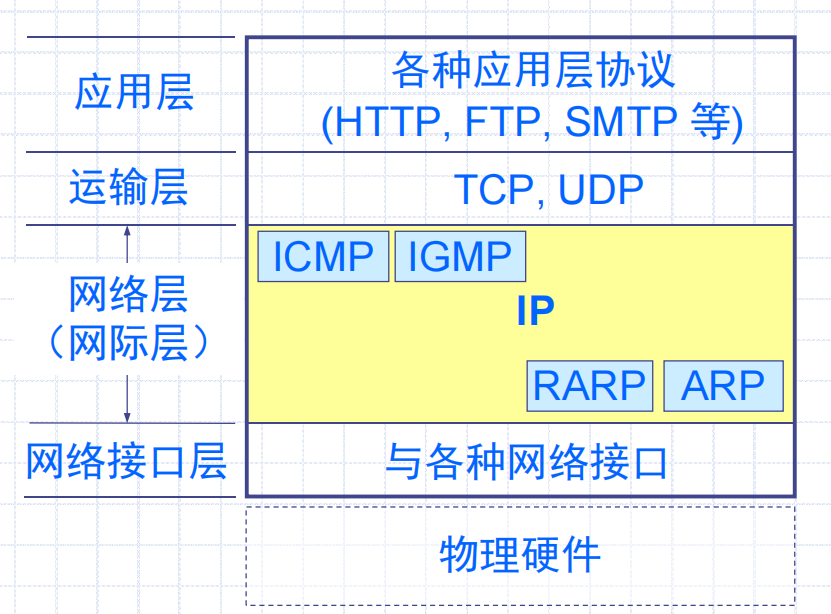 应用层
各种应用层协议
(HTTP, FTP, SMTP 等)
运输层
TCP, UDP
ICMP
IGMP
网络层
（网际层）
IP
RARP
ARP
网络接口层
与各种网络接口
物理硬件